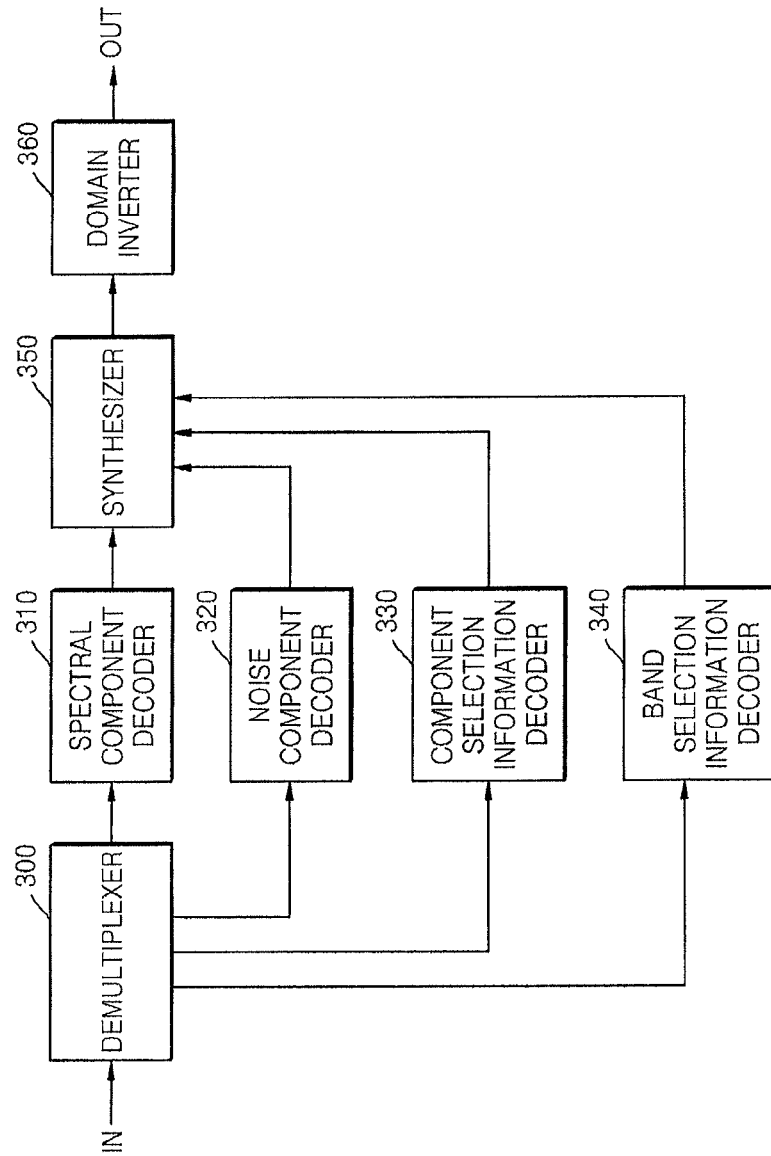 IN
300
DEMULTIPLEXER
310
SPECTRAL
COMPONENT
DECODER
320
NOISE
COMPONENT
DECODER
330
COMPONENT
SELECTION
INFORMATION
DECODER
340
BAND
SELECTION
INFORMATION
DECODER
350
SYNTHESIZER
360
DOMAIN
INVERTER
OUT